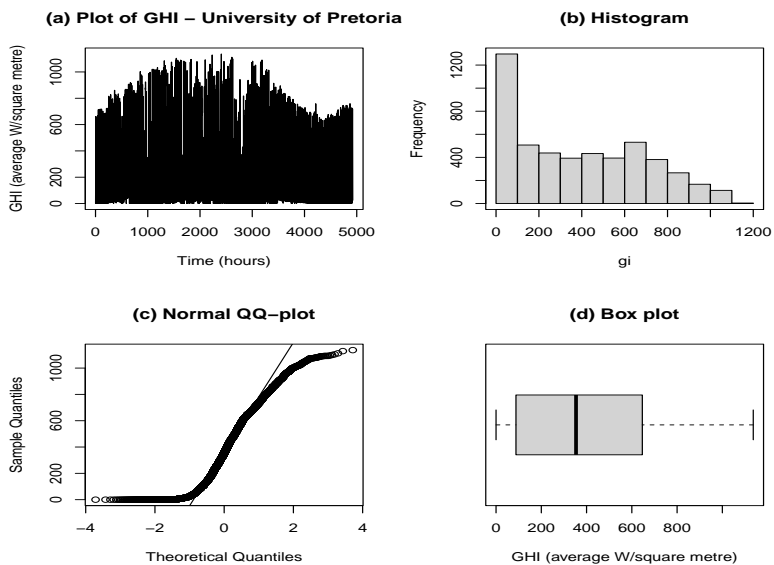 (a) Plot of GHI − University of Pretoria
GHI (average W/square metre)
0 200 600 1000
0 1000 2000 3000 4000 5000
Time (hours)
(b) Histogram
Frequency
0 400 800 1200
0 200 400 600 800 1200
gi
(c) Normal QQ−plot
Sample Quantiles
0 200 600 1000
−4 −2 0 2 4
Theoretical Quantiles
(d) Box plot
0 200 400 600 800
GHI (average W/square metre)